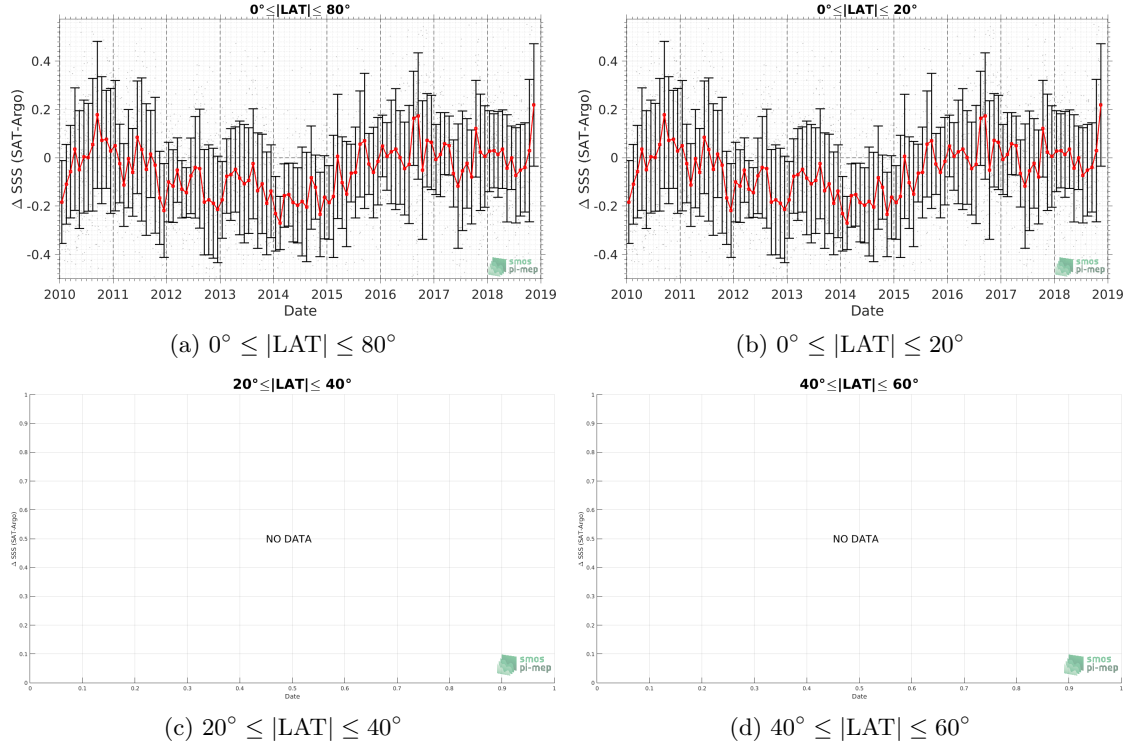 0°≤|LAT|≤ 80°
0.4
0.2
0
-0.2
-0.4
Δ SSS (SAT-Argo)
2010 2011 2012 2013 2014 2015 2016 2017 2018 2019
Date
smos
pi-mep
(a) 0° ≤ |LAT| ≤ 80°
0°≤|LAT|≤ 20°
0.4
0.2
0
-0.2
-0.4
Δ SSS (SAT-Argo)
2010 2011 2012 2013 2014 2015 2016 2017 2018 2019
Date
smos
pi-mep
(b) 0° ≤ |LAT| ≤ 20°
20°≤|LAT|≤ 40°
1
0.9
0.8
0.7
0.6
0.5
0.4
0.3
0.2
0.1
0
Δ SSS (SAT-Argo)
NO DATA
0 0.1 0.2 0.3 0.4 0.5 0.6 0.7 0.8 0.9 1
Date
smos
pi-mep
(c) 20° ≤ |LAT| ≤ 40°
40°≤|LAT|≤ 60°
1
0.9
0.8
0.7
0.6
0.5
0.4
0.3
0.2
0.1
0
Δ SSS (SAT-Argo)
NO DATA
0 0.1 0.2 0.3 0.4 0.5 0.6 0.7 0.8 0.9 1
Date
smos
pi-mep
(d) 40° ≤ |LAT| ≤ 60°